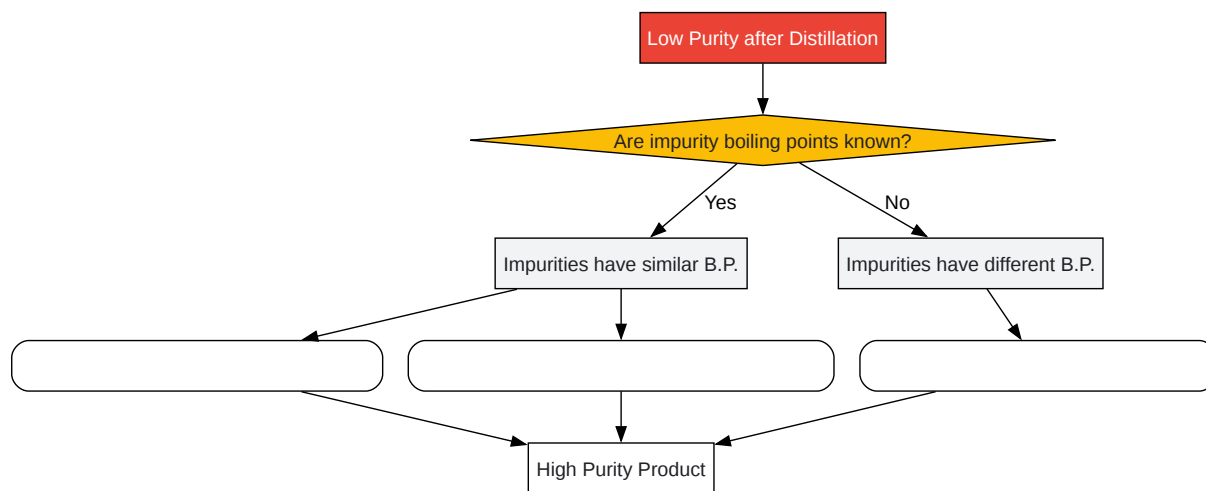 Low Purity after Distillation
Are impurity boiling points known?
Yes
No
Impurities have similar B.P.
Impurities have different B.P.
High Purity Product